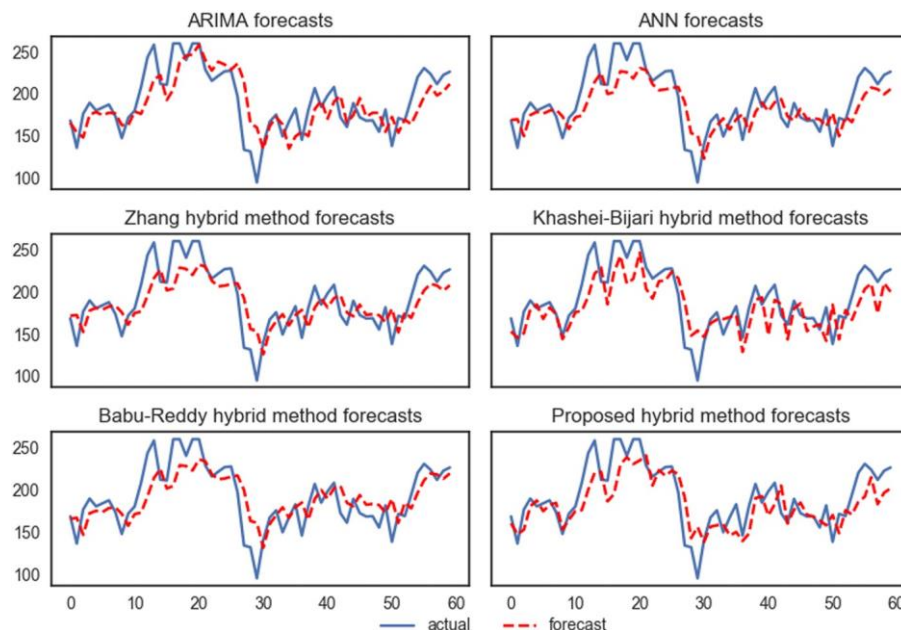 ARIMA forecasts
ANN forecasts
250
200
150
100
Zhang hybrid method forecasts
Khashei-Bijari hybrid method forecasts
250
200
150
100
Babu-Reddy hybrid method forecasts
Proposed hybrid method forecasts
250
200
150
100
0 10 20 30 40 50 60
0 10 20 30 40 50 60
actual forecast